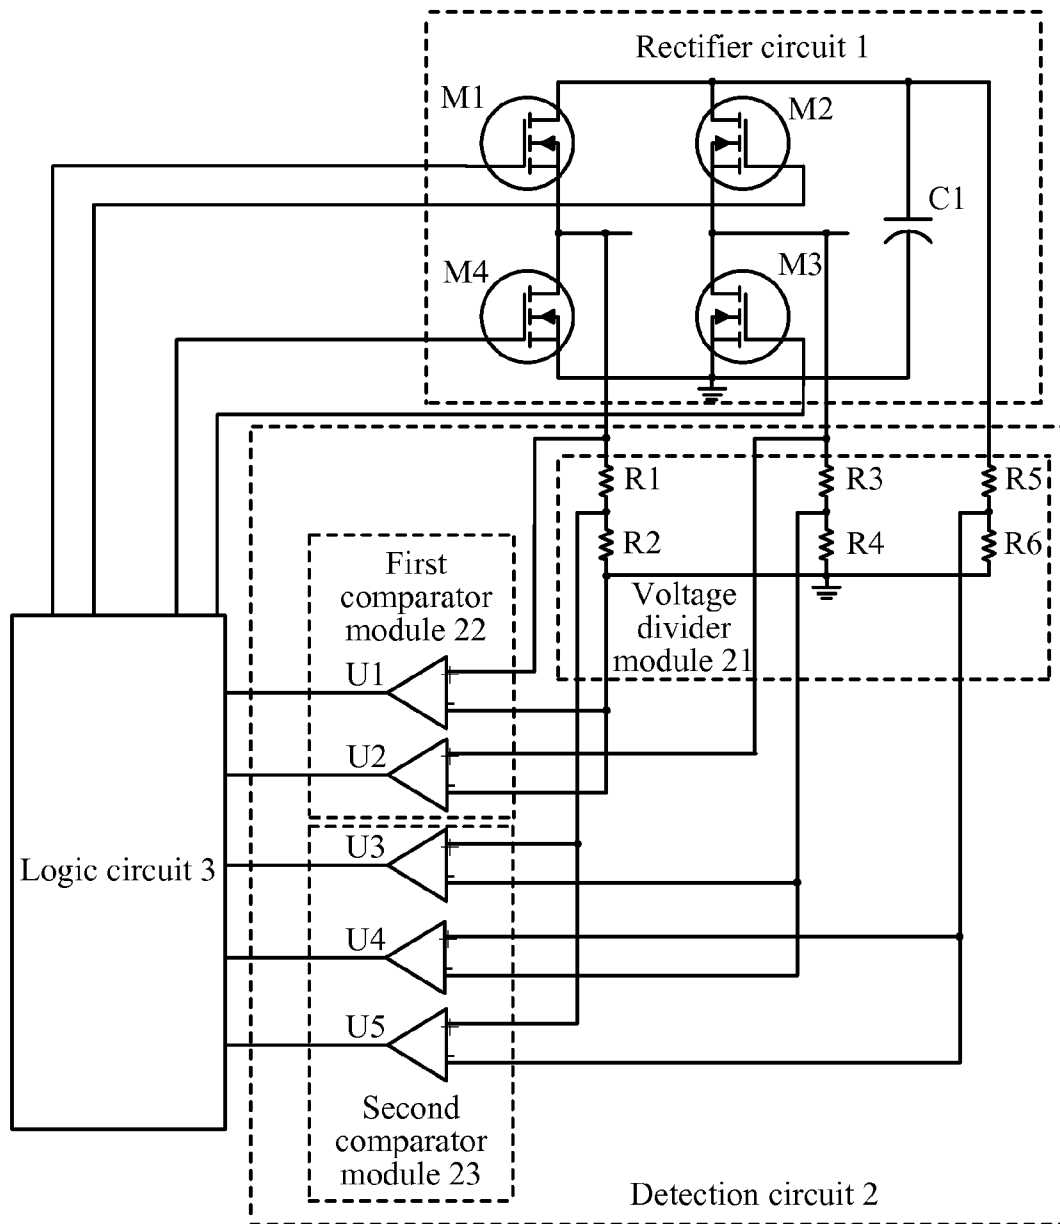 Rectifier circuit 1
M1
M2
C1
M4
M3
R1
R3
R5
R2
R4
R6
First
comparator
module 22
Voltage
divider
module 21
U1
+
-
U2
+
-
U3
+
-
Logic circuit 3
U4
+
-
U5
+
-
Second
comparator
module 23
Detection circuit 2